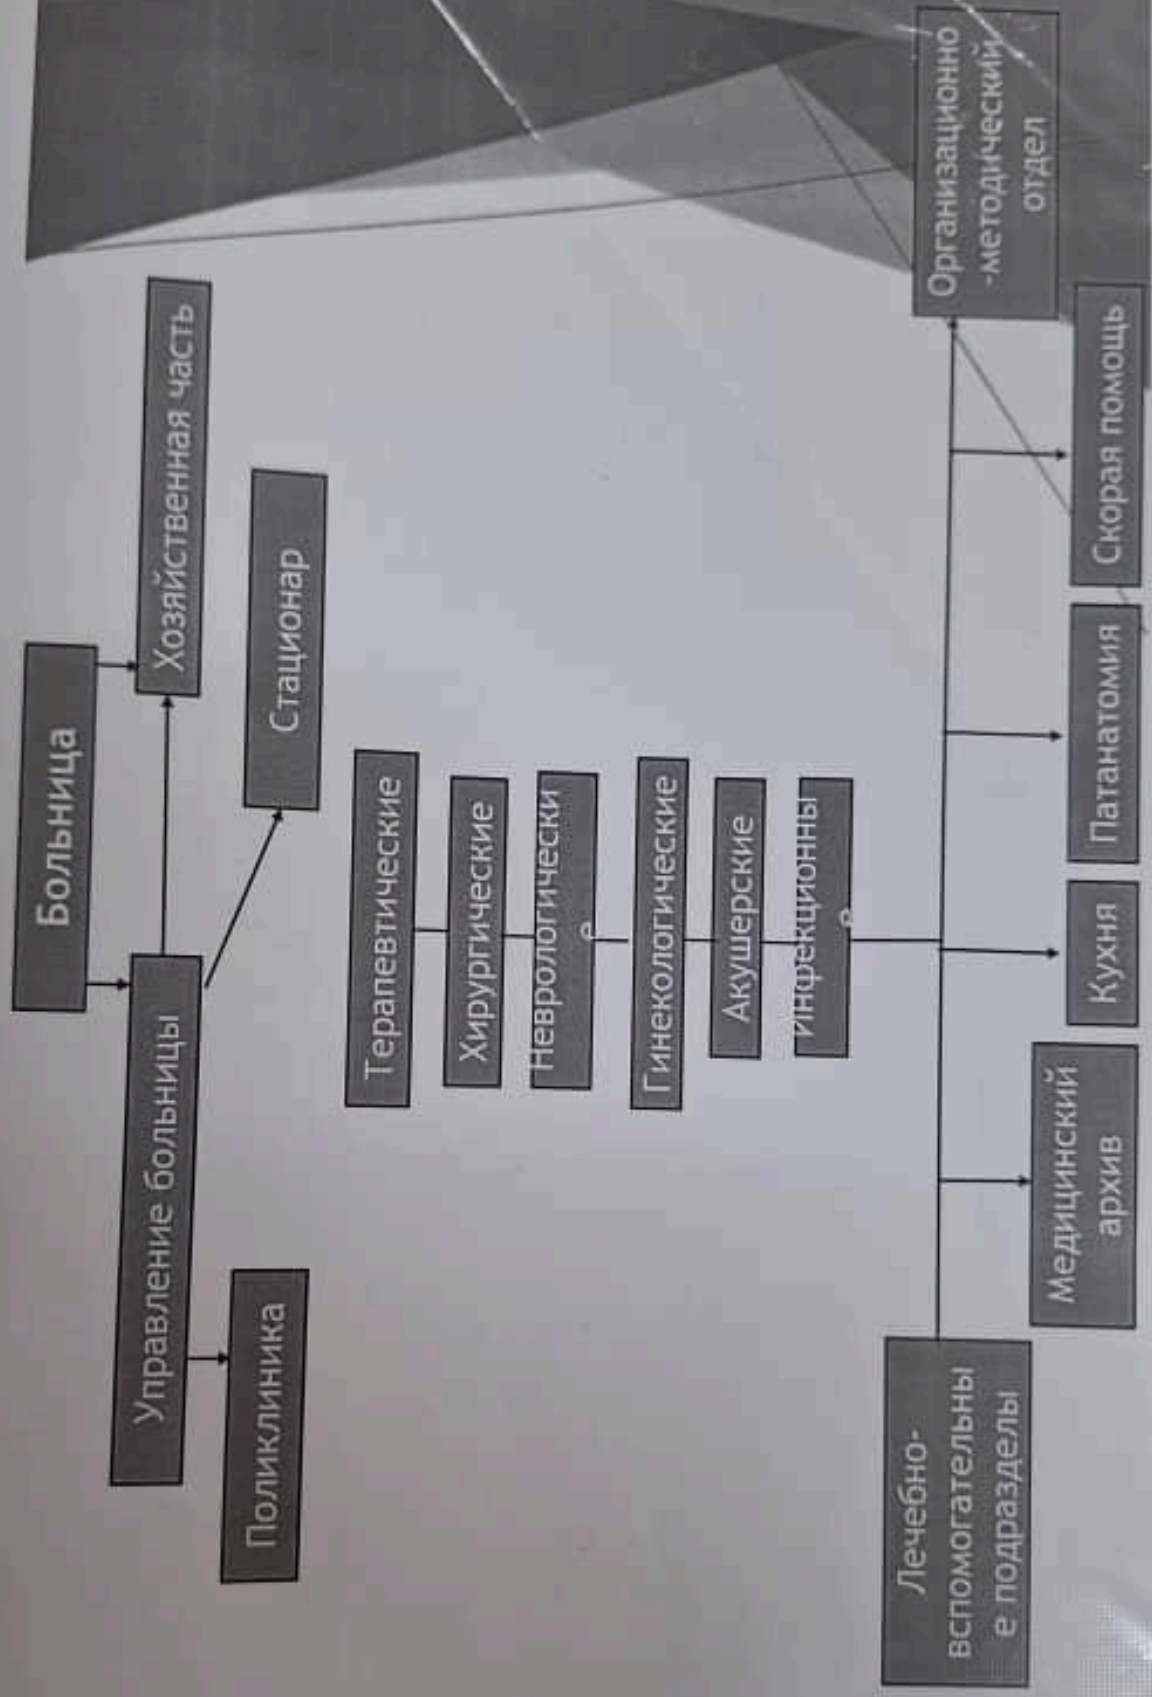 Больница
Управление больницы
Хозяйственная часть
Поликлиника
Стационар
Терапевтические
Хирургические
Неврологически
е
Гинекологические
Акушерские
Инфекционны
е
Лечебно-
вспомогательны
е подразделы
Организационно
-методический
отдел
Медицинский
архив
Кухня
Патанатомия
Скорая помощь